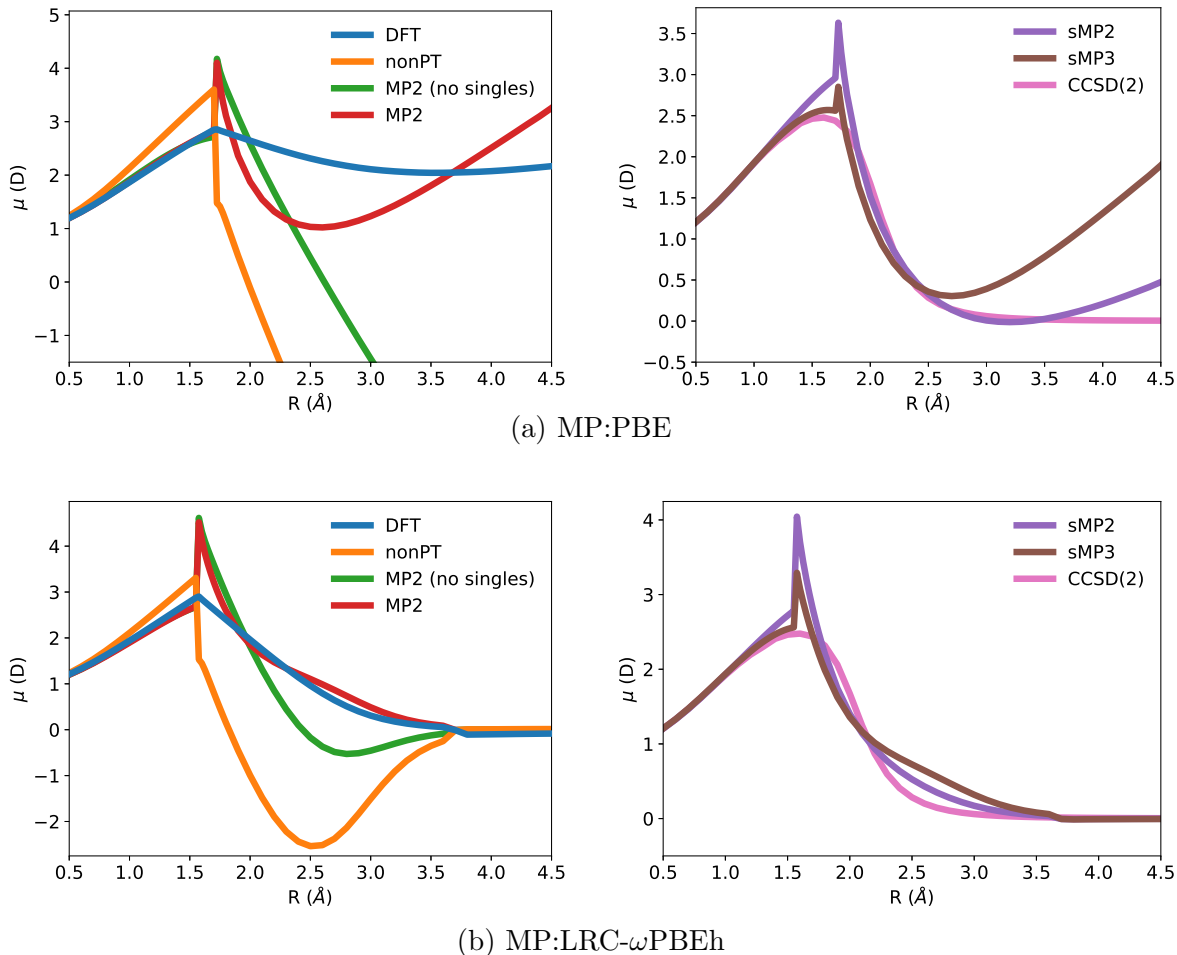 5
4
3
2
1
0
−1
μ (D)
0.5 1.0 1.5 2.0 2.5 3.0 3.5 4.0 4.5
R (Å)
DFT
nonPT
MP2 (no singles)
MP2
3.5
3.0
2.5
2.0
1.5
1.0
0.5
0.0
−0.5
μ (D)
0.5 1.0 1.5 2.0 2.5 3.0 3.5 4.0 4.5
R (Å)
sMP2
sMP3
CCSD(2)
(a) MP:PBE
4
3
2
1
0
−1
−2
μ (D)
0.5 1.0 1.5 2.0 2.5 3.0 3.5 4.0 4.5
R (Å)
DFT
nonPT
MP2 (no singles)
MP2
4
3
2
1
0
μ (D)
0.5 1.0 1.5 2.0 2.5 3.0 3.5 4.0 4.5
R (Å)
sMP2
sMP3
CCSD(2)
(b) MP:LRC-ωPBEh